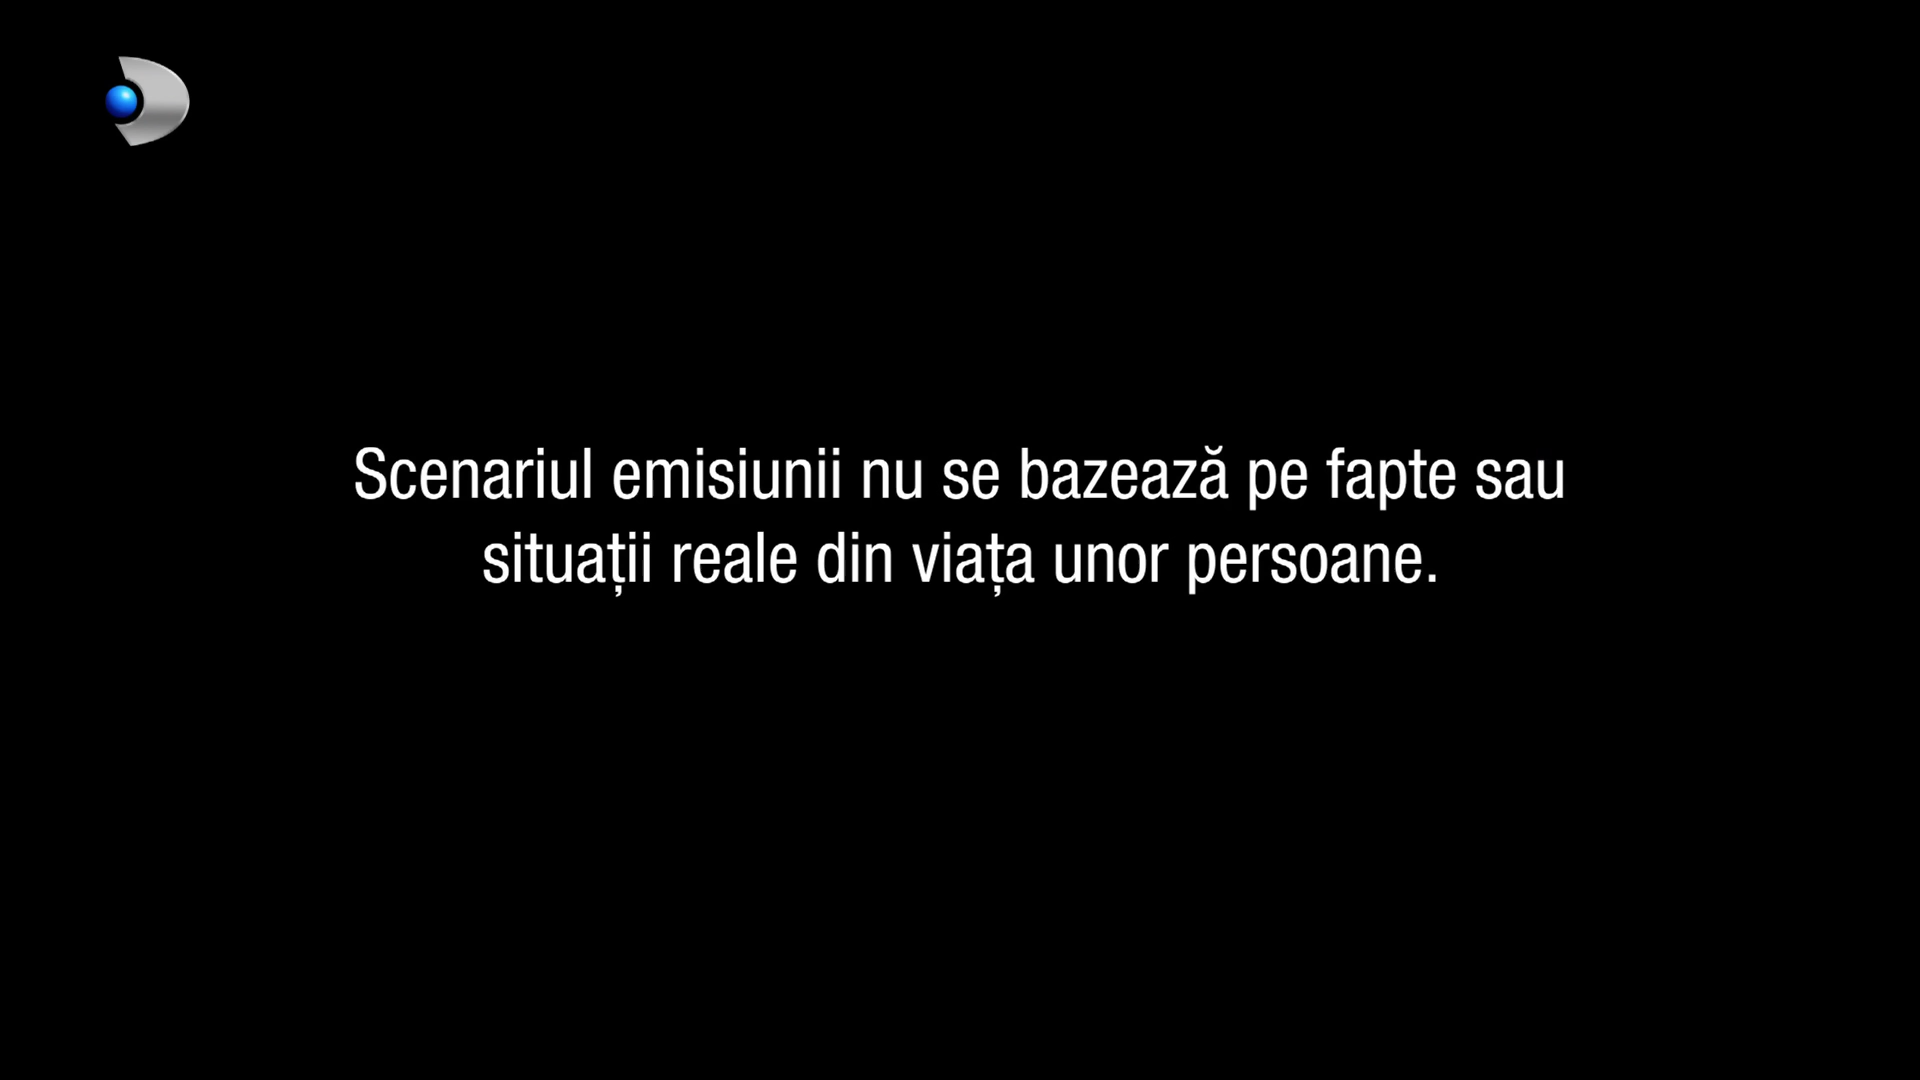 Scenariul emisiunii nu se bazează pe fapte sau
situații reale din viața unor persoane.